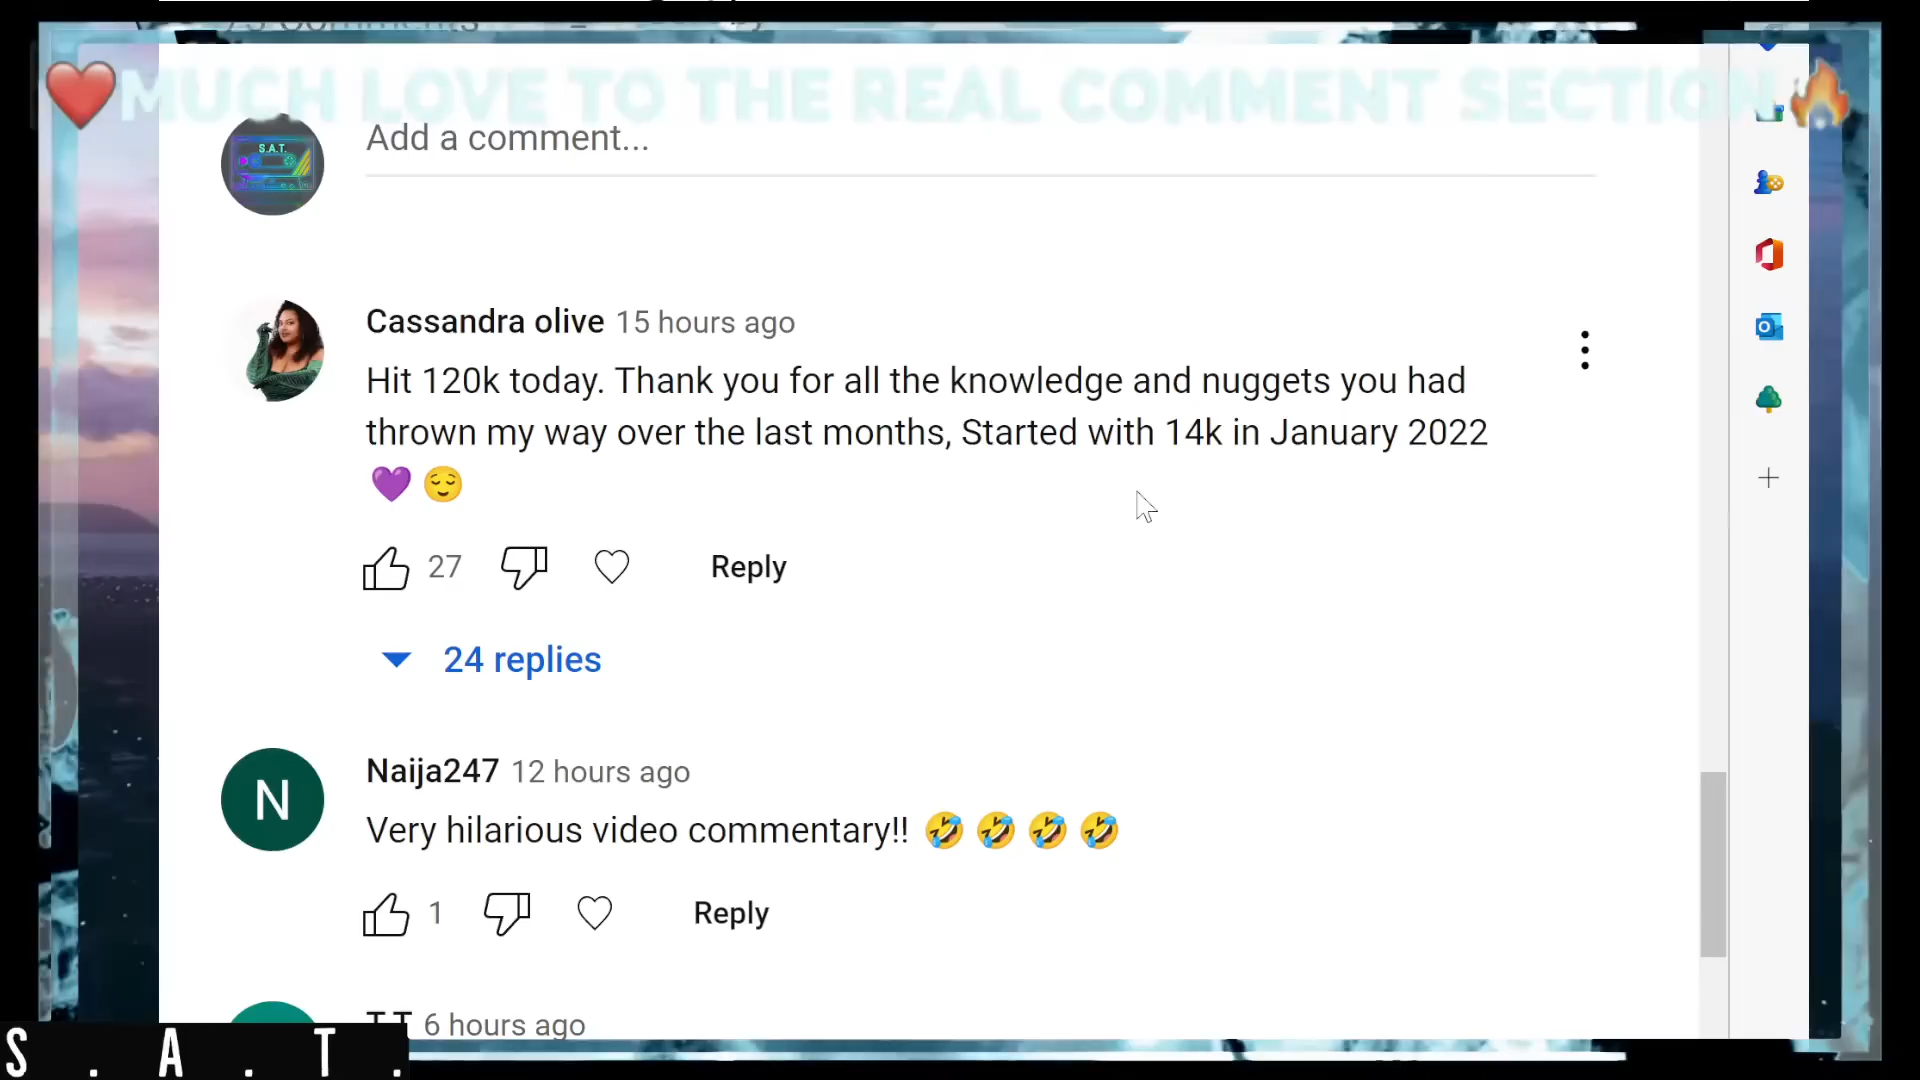 MUCH LOVE TO THE REAL COMMENT SECTION
S.A.T.
Add a comment...
Cassandra olive 15 hours ago
Hit 120k today. Thank you for all the knowledge and nuggets you had
thrown my way over the last months, Started with 14k in January 2022
💜 😌
27 Reply
24 replies
N
Naija247 12 hours ago
Very hilarious video commentary!! 🤣 🤣 🤣 🤣
1 Reply
T T 6 hours ago
S . A . T .